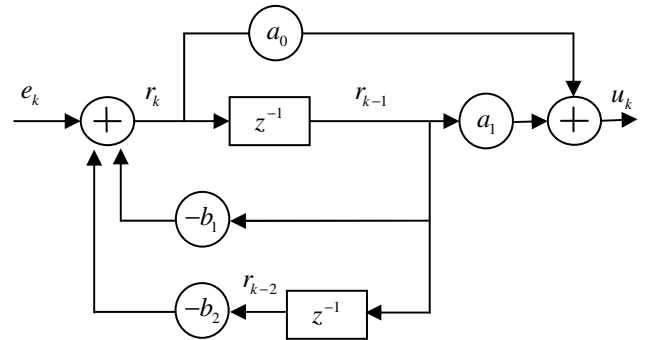 a₀
eₖ
rₖ
z⁻¹
rₖ₋₁
a₁
uₖ
+
+
−b₁
rₖ₋₂
−b₂
z⁻¹